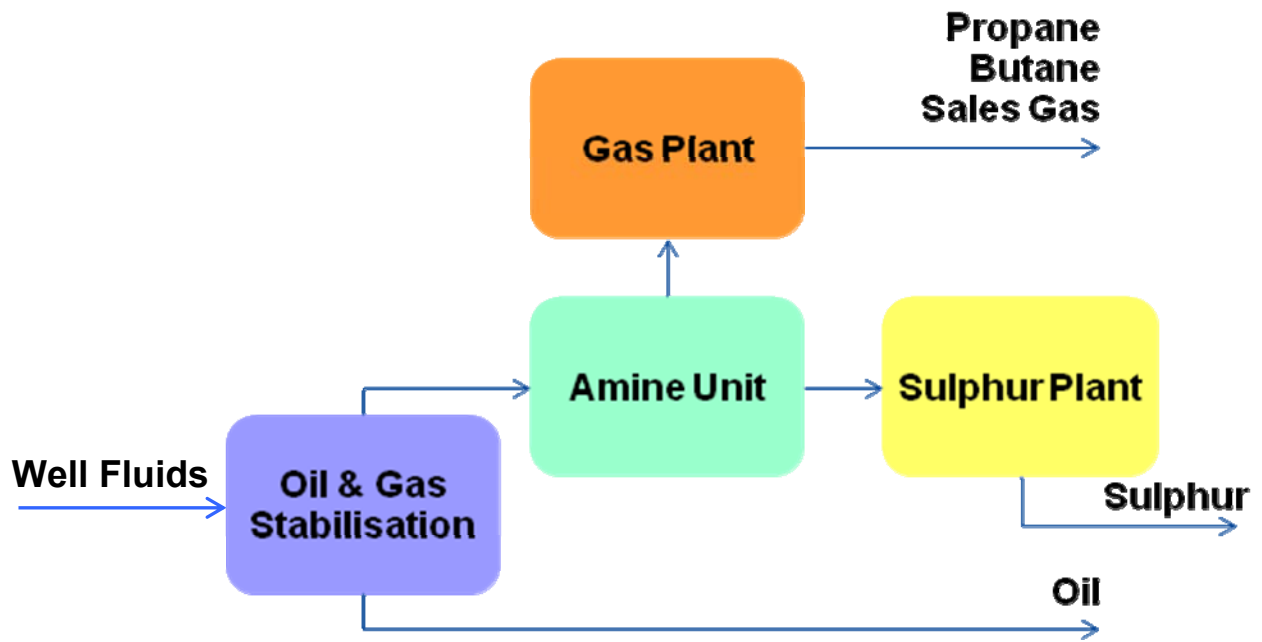 Propane
Butane
Sales Gas
Gas Plant
Amine Unit
Sulphur Plant
Well Fluids
Oil & Gas
Stabilisation
Sulphur
Oil